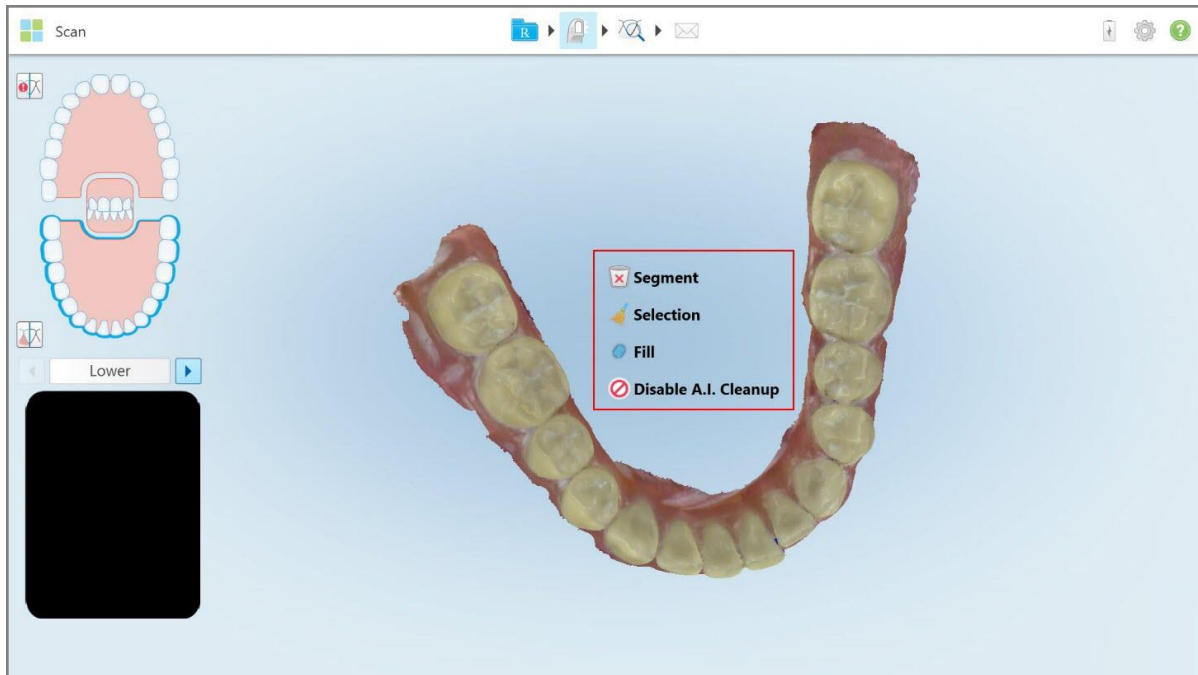 Scan
R
?
Segment
Selection
Fill
Disable A.I. Cleanup
Lower